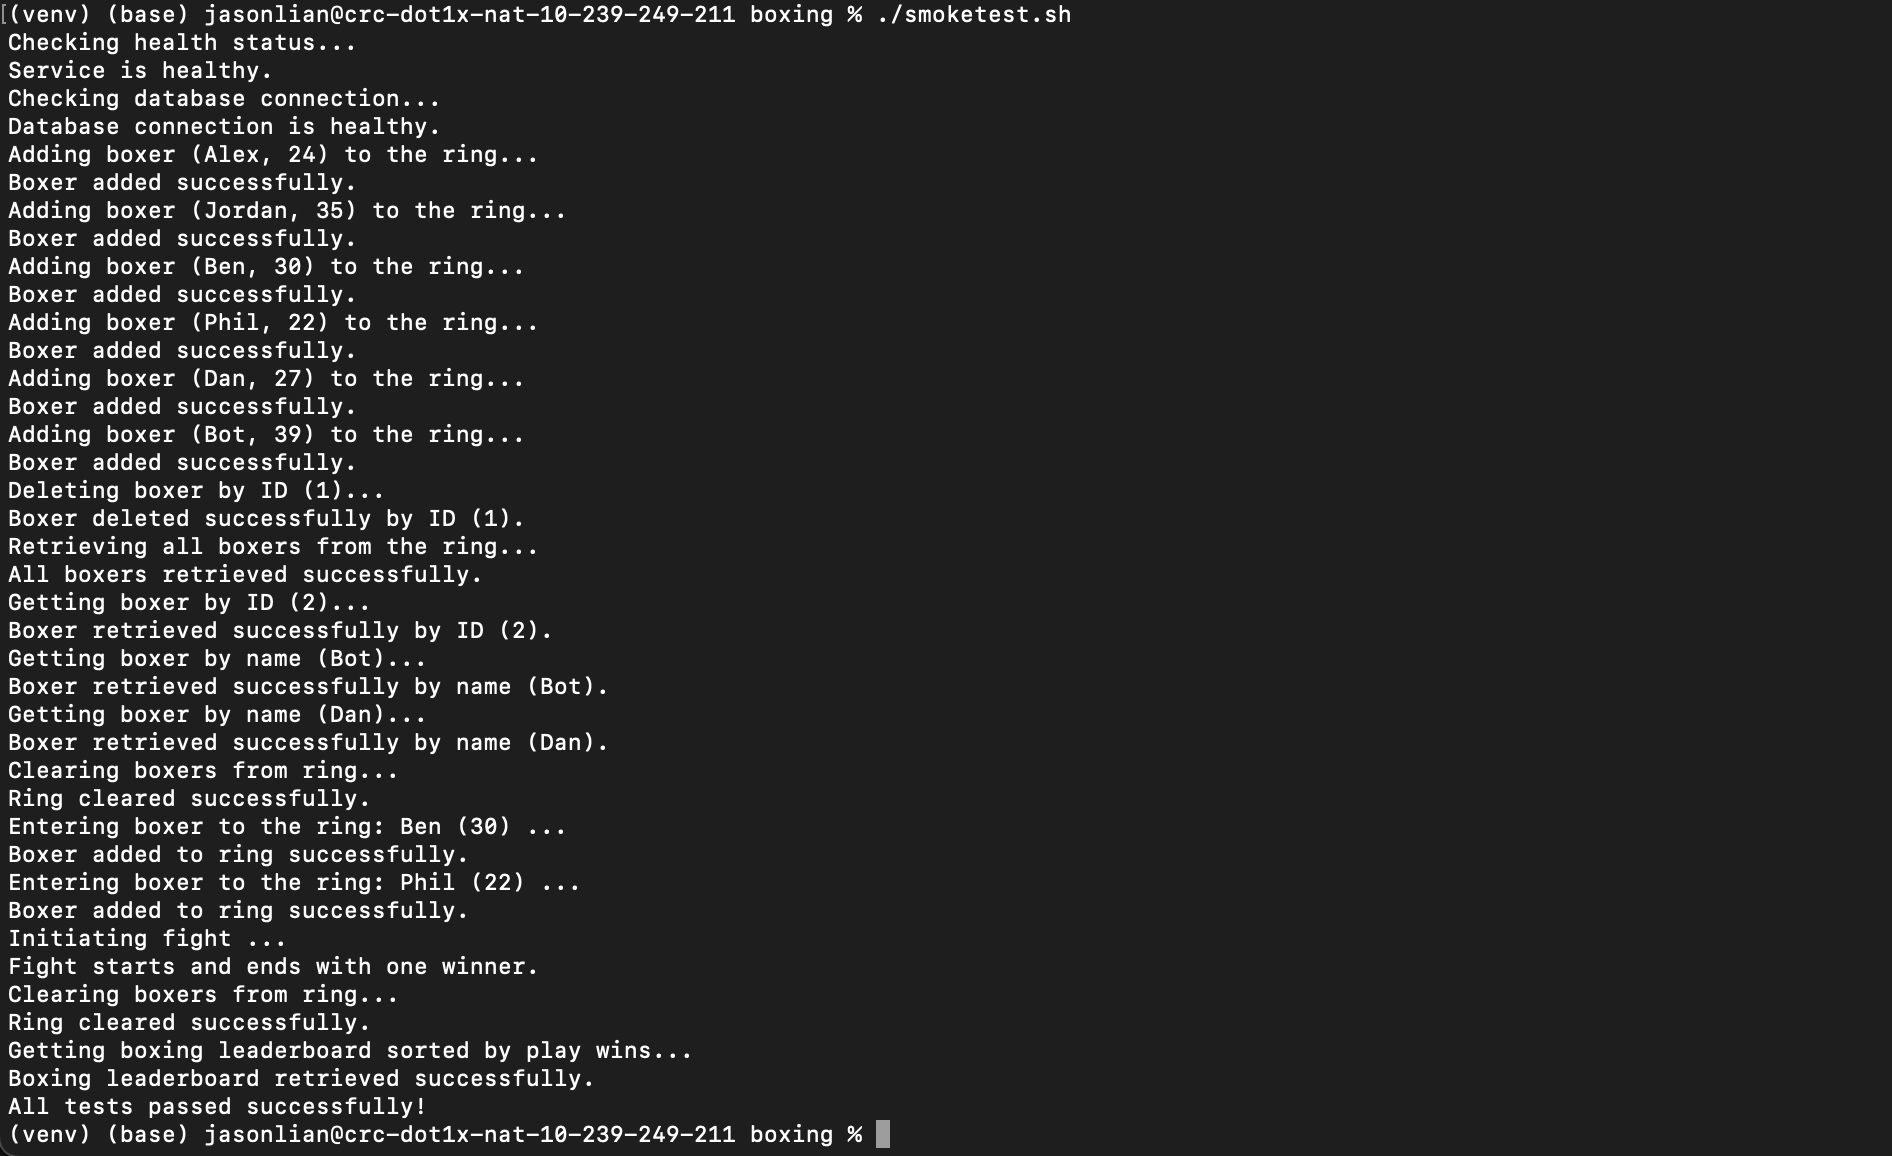 [(venv) (base) jasonlian@crc-dot1x-nat-10-239-249-211 boxing % ./smoketest.sh
Checking health status...
Service is healthy.
Checking database connection...
Database connection is healthy.
Adding boxer (Alex, 24) to the ring...
Boxer added successfully.
Adding boxer (Jordan, 35) to the ring...
Boxer added successfully.
Adding boxer (Ben, 30) to the ring...
Boxer added successfully.
Adding boxer (Phil, 22) to the ring...
Boxer added successfully.
Adding boxer (Dan, 27) to the ring...
Boxer added successfully.
Adding boxer (Bot, 39) to the ring...
Boxer added successfully.
Deleting boxer by ID (1)...
Boxer deleted successfully by ID (1).
Retrieving all boxers from the ring...
All boxers retrieved successfully.
Getting boxer by ID (2)...
Boxer retrieved successfully by ID (2).
Getting boxer by name (Bot)...
Boxer retrieved successfully by name (Bot).
Getting boxer by name (Dan)...
Boxer retrieved successfully by name (Dan).
Clearing boxers from ring...
Ring cleared successfully.
Entering boxer to the ring: Ben (30) ...
Boxer added to ring successfully.
Entering boxer to the ring: Phil (22) ...
Boxer added to ring successfully.
Initiating fight ...
Fight starts and ends with one winner.
Clearing boxers from ring...
Ring cleared successfully.
Getting boxing leaderboard sorted by play wins...
Boxing leaderboard retrieved successfully.
All tests passed successfully!
(venv) (base) jasonlian@crc-dot1x-nat-10-239-249-211 boxing %